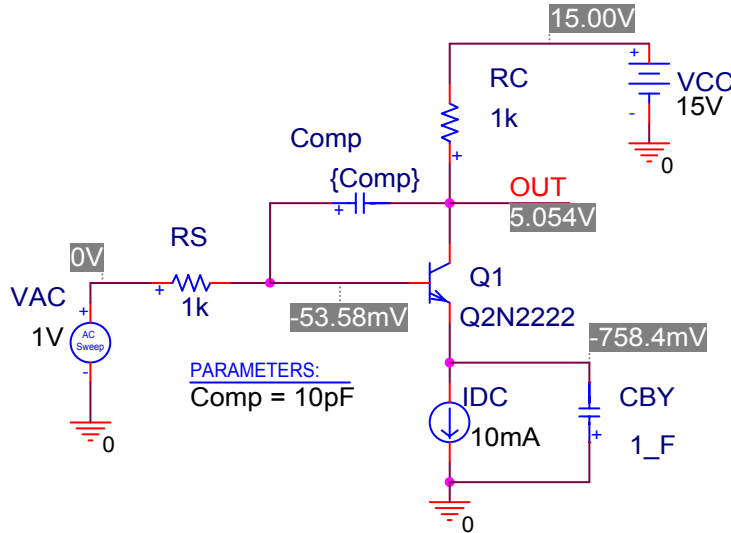 15.00V
RC
1k
VCC
15V
0
Comp
{Comp}
OUT
5.054V
RS
1k
0V
VAC
1V
AC
Sweep
0
-53.58mV
Q1
Q2N2222
-758.4mV
PARAMETERS:
Comp = 10pF
IDC
10mA
CBY
1_F
0